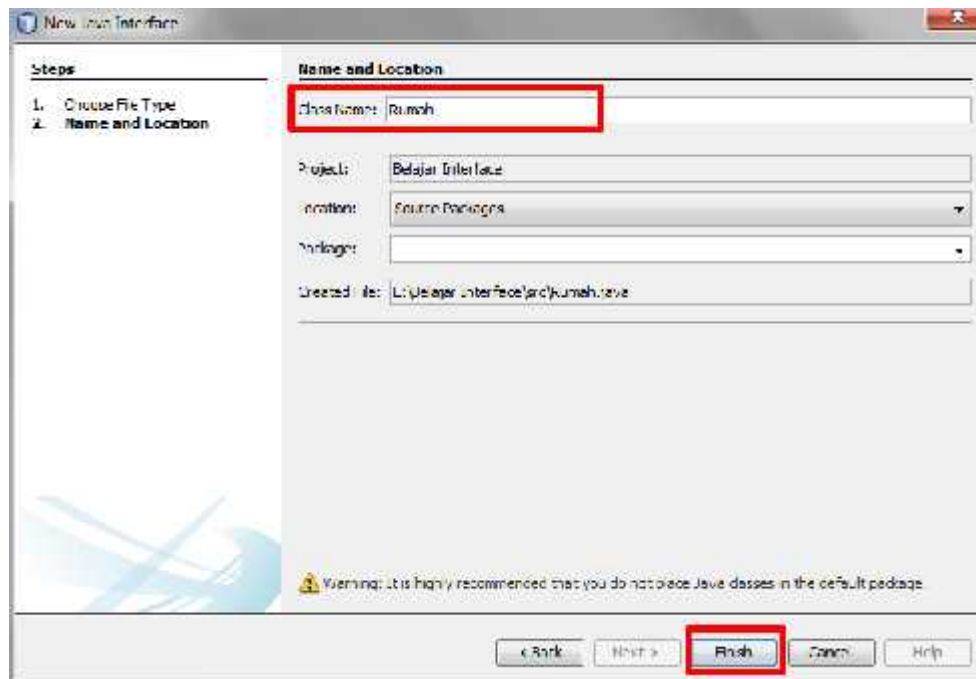 New Java Interface
Steps
1. Choose File Type
2. Name and Location
Name and Location
Class Name: Rumah
Project: Belajar Interface
Location: Source Packages
Package:
Created File: E:\Belajar Interface\src\Rumah.java
Warning: It is highly recommended that you do not place Java classes in the default package.
< Back Next > Finish Cancel Help